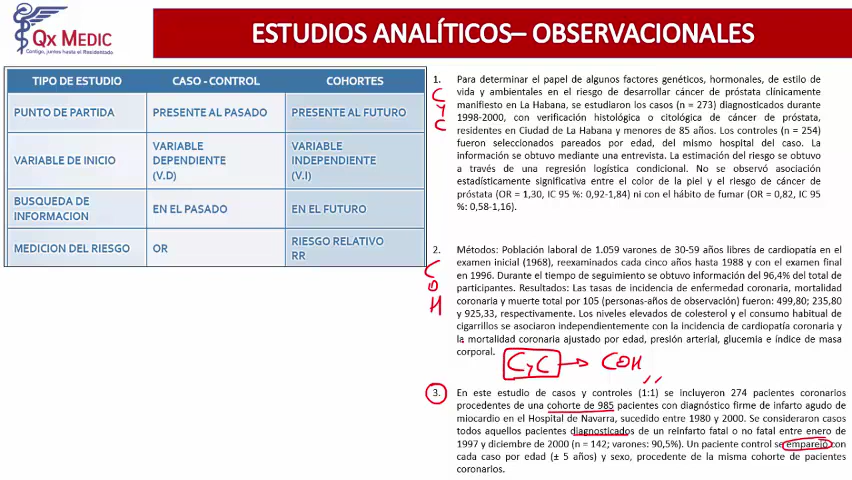 Qx MEDIC
Contigo, juntos hasta el Residentado
ESTUDIOS ANALÍTICOS– OBSERVACIONALES
TIPO DE ESTUDIO CASO - CONTROL COHORTES
PUNTO DE PARTIDA PRESENTE AL PASADO PRESENTE AL FUTURO
VARIABLE DE INICIO VARIABLE DEPENDIENTE (V.D) VARIABLE INDEPENDIENTE (V.I)
BUSQUEDA DE INFORMACION EN EL PASADO EN EL FUTURO
MEDICION DEL RIESGO OR RIESGO RELATIVO RR
1. Para determinar el papel de algunos factores genéticos, hormonales, de estilo de
vida y ambientales en el riesgo de desarrollar cáncer de próstata clínicamente
manifiesto en La Habana, se estudiaron los casos (n = 273) diagnosticados durante
1998-2000, con verificación histológica o citológica de cáncer de próstata,
residentes en Ciudad de La Habana y menores de 85 años. Los controles (n = 254)
fueron seleccionados pareados por edad, del mismo hospital del caso. La
información se obtuvo mediante una entrevista. La estimación del riesgo se obtuvo
a través de una regresión logística condicional. No se observó asociación
estadísticamente significativa entre el color de la piel y el riesgo de cáncer de
próstata (OR = 1,30, IC 95 %: 0,92-1,84) ni con el hábito de fumar (OR = 0,82, IC 95
%: 0,58-1,16).
C
Y
C
2. Métodos: Población laboral de 1.059 varones de 30-59 años libres de cardiopatía en el
examen inicial (1968), reexaminados cada cinco años hasta 1988 y con el examen final
en 1996. Durante el tiempo de seguimiento se obtuvo información del 96,4% del total de
participantes. Resultados: Las tasas de incidencia de enfermedad coronaria, mortalidad
coronaria y muerte total por 105 (personas-años de observación) fueron: 499,80; 235,80
y 925,33, respectivamente. Los niveles elevados de colesterol y el consumo habitual de
cigarrillos se asociaron independientemente con la incidencia de cardiopatía coronaria y
la mortalidad coronaria ajustado por edad, presión arterial, glucemia e índice de masa
corporal.
C
O
H
CyC → COH
3. En este estudio de casos y controles (1:1) se incluyeron 274 pacientes coronarios
procedentes de una cohorte de 985 pacientes con diagnóstico firme de infarto agudo de
miocardio en el Hospital de Navarra, sucedido entre 1980 y 2000. Se consideraron casos
todos aquellos pacientes diagnosticados de un reinfarto fatal o no fatal entre enero de
1997 y diciembre de 2000 (n = 142; varones: 90,5%). Un paciente control se emparejó con
cada caso por edad (± 5 años) y sexo, procedente de la misma cohorte de pacientes
coronarios.